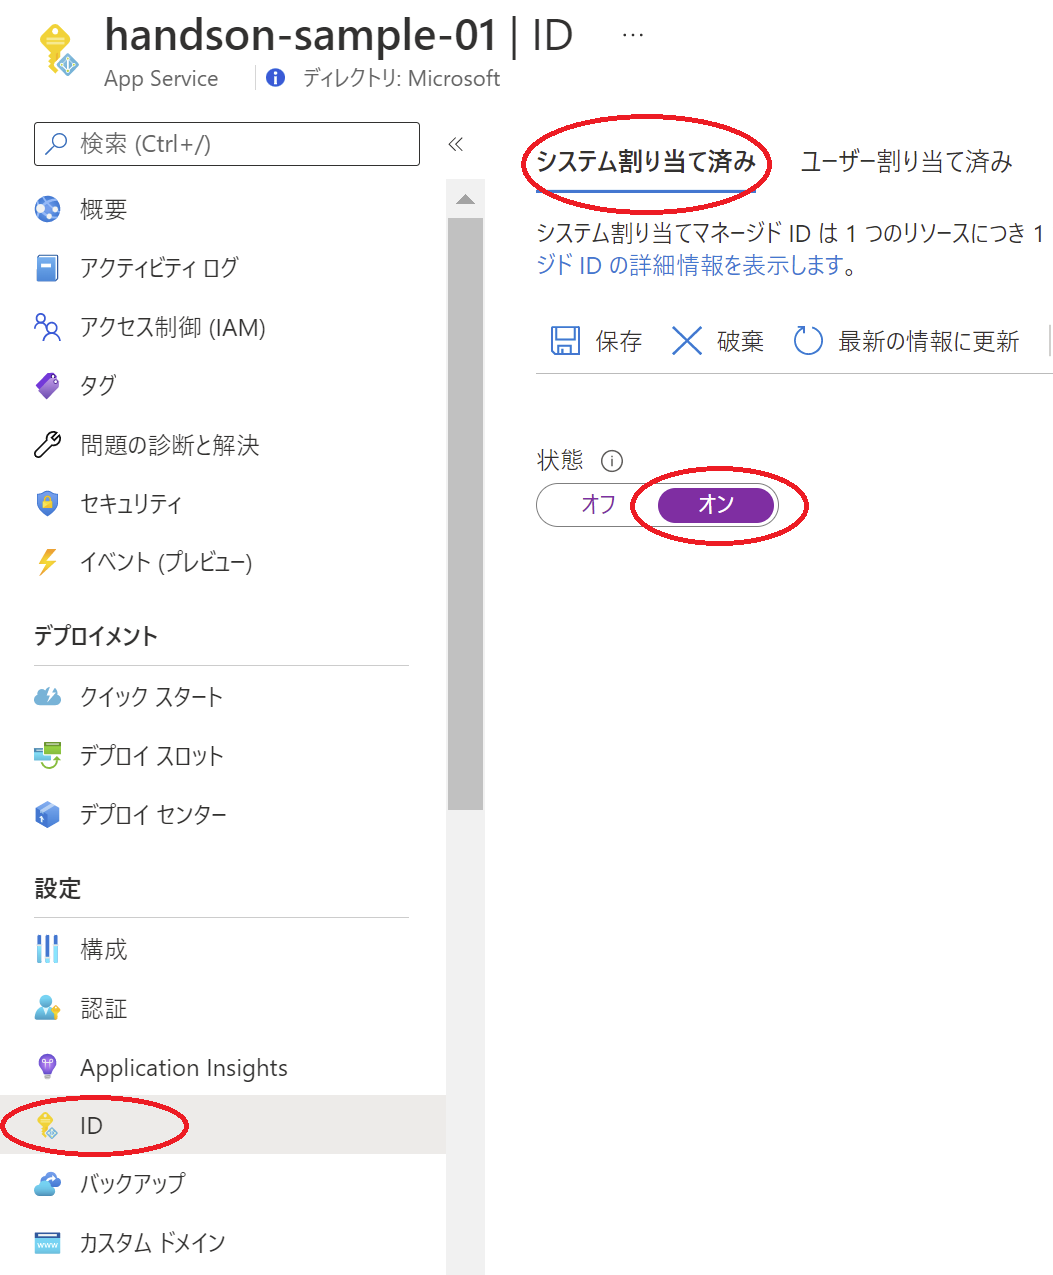 handson-sample-01 | ID ...
App Service
ディレクトリ: Microsoft
検索 (Ctrl+/)
概要
アクティビティ ログ
アクセス制御 (IAM)
タグ
問題の診断と解決
セキュリティ
イベント (プレビュー)
デプロイメント
クイック スタート
デプロイ スロット
デプロイ センター
設定
構成
認証
Application Insights
ID
バックアップ
カスタム ドメイン
システム割り当て済み ユーザー割り当て済み
システム割り当てマネージド ID は 1 つのリソースにつき 1
ジド ID の詳細情報を表示します。
保存 破棄 最新の情報に更新
状態
オフ オン